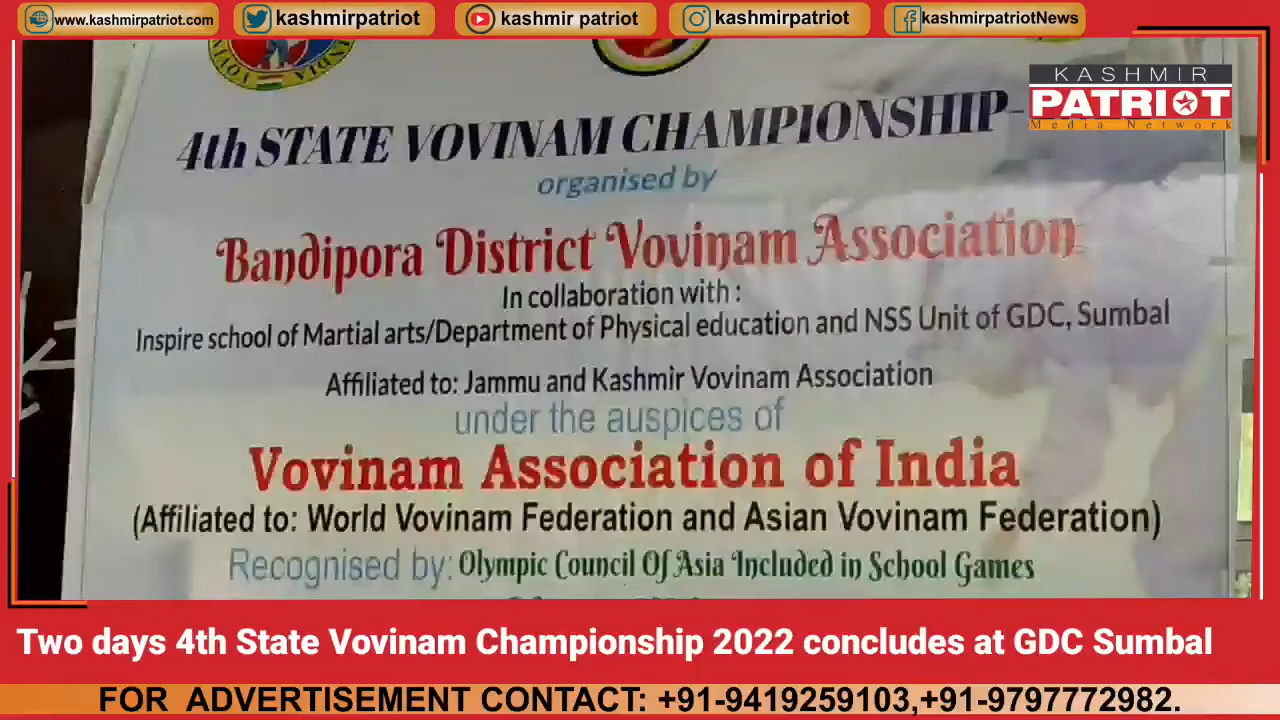 www.kashmirpatriot.com
kashmirpatriot
kashmir patriot
kashmirpatriot
kashmirpatriotNews
KASHMIR
PATRIOT
Media Network
INDIA
4th STATE VOVINAM CHAMPIONSHIP-
organised by
Bandipora District Vovinam Association
In collaboration with :
Inspire school of Martial arts/Department of Physical education and NSS Unit of GDC, Sumbal
Affiliated to: Jammu and Kashmir Vovinam Association
under the auspices of
Vovinam Association of India
(Affiliated to: World Vovinam Federation and Asian Vovinam Federation)
Recognised by: Olympic Council Of Asia Included in School Games
Two days 4th State Vovinam Championship 2022 concludes at GDC Sumbal
FOR ADVERTISEMENT CONTACT: +91-9419259103,+91-9797772982.